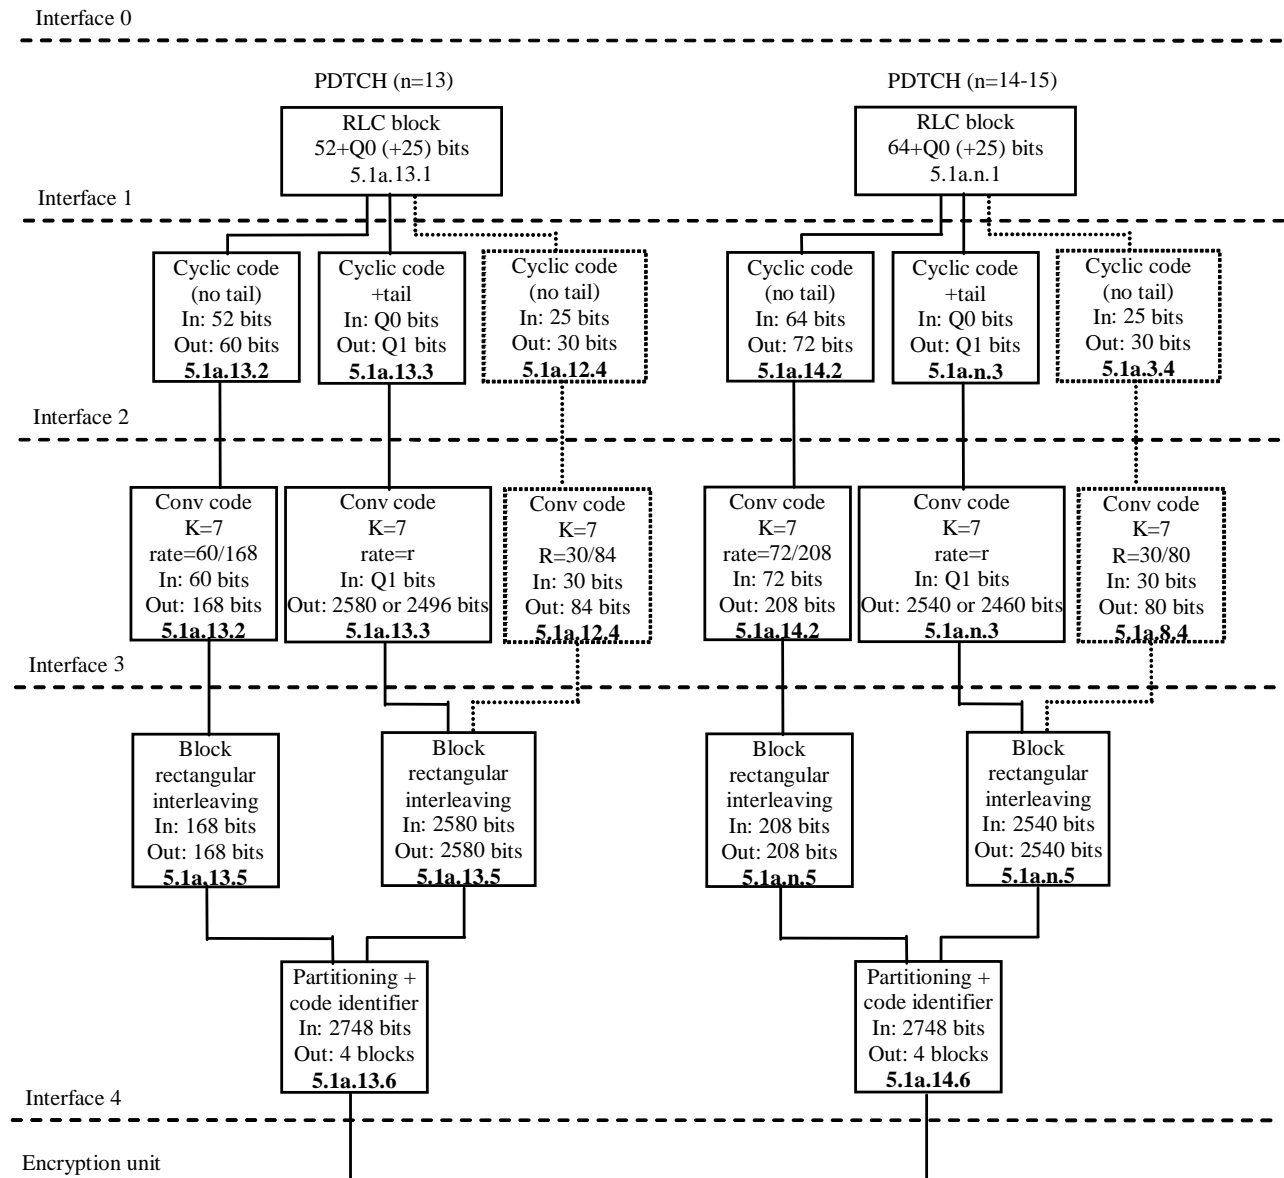 Interface 0
PDTCH (n=13)
PDTCH (n=14-15)
RLC block
52+Q0 (+25) bits
5.1a.13.1
RLC block
64+Q0 (+25) bits
5.1a.n.1
Interface 1
Cyclic code
(no tail)
In: 52 bits
Out: 60 bits
5.1a.13.2
Cyclic code
+tail
In: Q0 bits
Out: Q1 bits
5.1a.13.3
Cyclic code
(no tail)
In: 25 bits
Out: 30 bits
5.1a.12.4
Cyclic code
(no tail)
In: 64 bits
Out: 72 bits
5.1a.14.2
Cyclic code
+tail
In: Q0 bits
Out: Q1 bits
5.1a.n.3
Cyclic code
(no tail)
In: 25 bits
Out: 30 bits
5.1a.3.4
Interface 2
Conv code
K=7
rate=60/168
In: 60 bits
Out: 168 bits
5.1a.13.2
Conv code
K=7
rate=r
In: Q1 bits
Out: 2580 or 2496 bits
5.1a.13.3
Conv code
K=7
R=30/84
In: 30 bits
Out: 84 bits
5.1a.12.4
Conv code
K=7
rate=72/208
In: 72 bits
Out: 208 bits
5.1a.14.2
Conv code
K=7
rate=r
In: Q1 bits
Out: 2540 or 2460 bits
5.1a.n.3
Conv code
K=7
R=30/80
In: 30 bits
Out: 80 bits
5.1a.8.4
Interface 3
Block
rectangular
interleaving
In: 168 bits
Out: 168 bits
5.1a.13.5
Block
rectangular
interleaving
In: 2580 bits
Out: 2580 bits
5.1a.13.5
Block
rectangular
interleaving
In: 208 bits
Out: 208 bits
5.1a.n.5
Block
rectangular
interleaving
In: 2540 bits
Out: 2540 bits
5.1a.n.5
Partitioning +
code identifier
In: 2748 bits
Out: 4 blocks
5.1a.13.6
Partitioning +
code identifier
In: 2748 bits
Out: 4 blocks
5.1a.14.6
Interface 4
Encryption unit